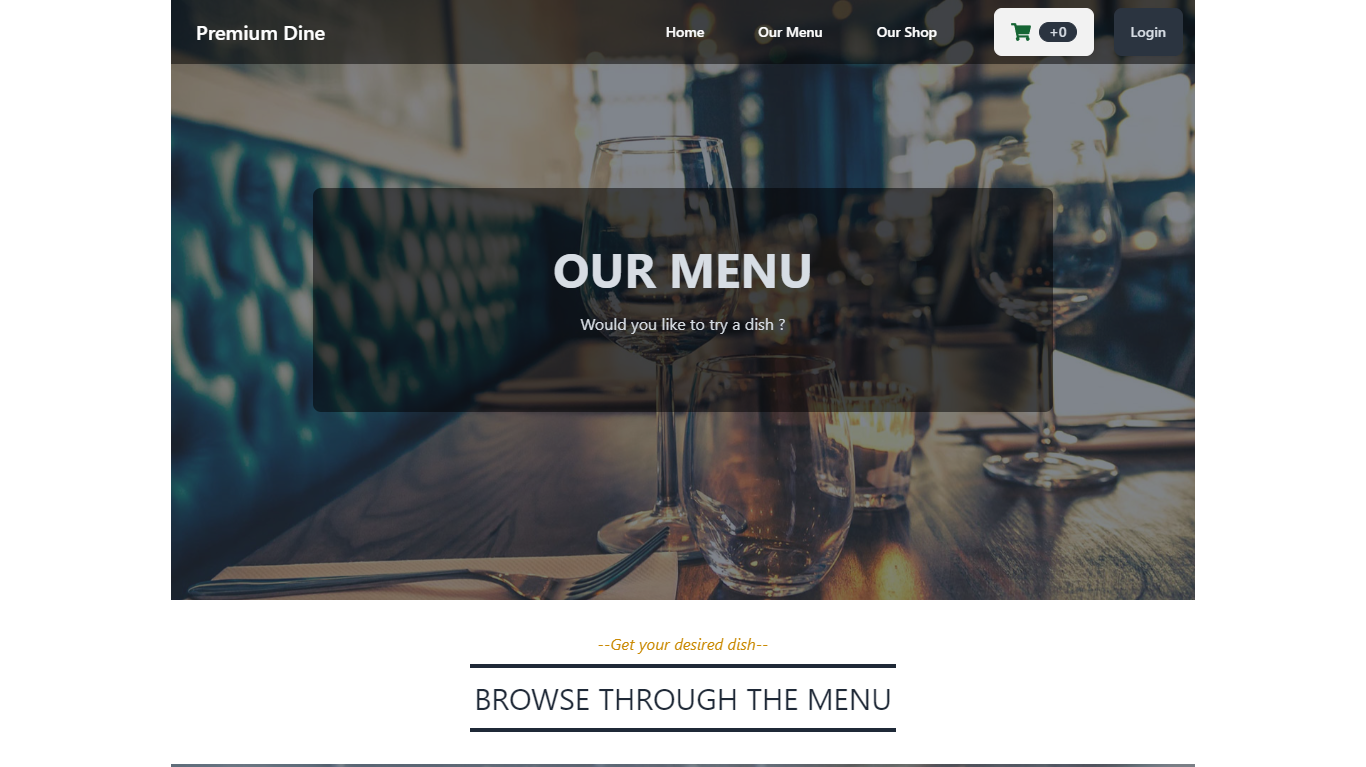 Premium Dine
Home
Our Menu
Our Shop
+0
Login
OUR MENU
Would you like to try a dish ?
--Get your desired dish--
BROWSE THROUGH THE MENU